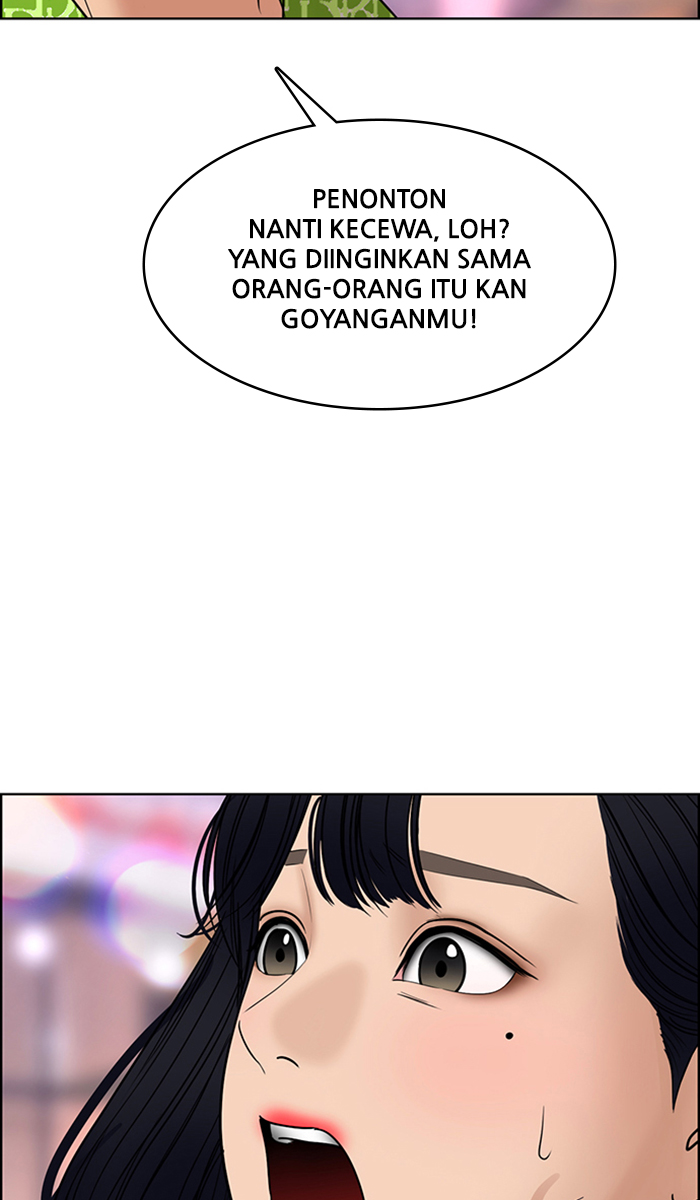 PENONTON
NANTI KECEWA, LOH?
YANG DIINGINKAN SAMA
ORANG-ORANG ITU KAN
GOYANGANMU!